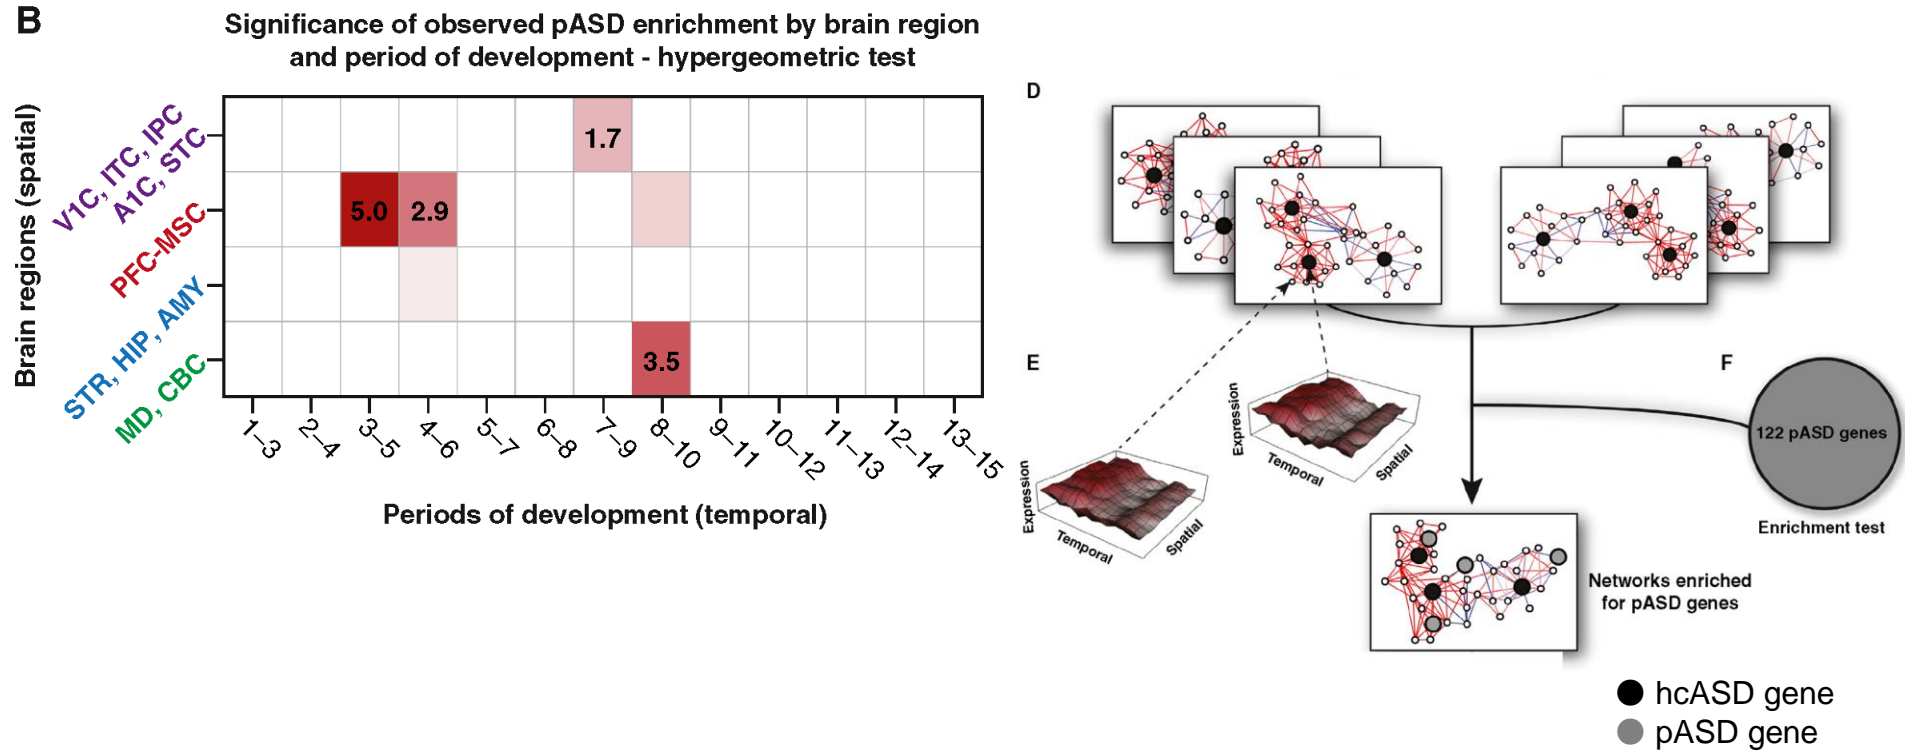 B
Significance of observed pASD enrichment by brain region
and period of development - hypergeometric test
Brain regions (spatial)
V1C, ITC, IPC
A1C, STC
PFC-MSC
STR, HIP, AMY
MD, CBC
1.7
5.0
2.9
3.5
1–3
2–4
3–5
4–6
5–7
6–8
7–9
8–10
9–11
10–12
11–13
12–14
13–15
Periods of development (temporal)
D
E
Expression
Temporal
Spatial
Expression
Temporal
Spatial
F
122 pASD genes
Enrichment test
Networks enriched
for pASD genes
hcASD gene
pASD gene